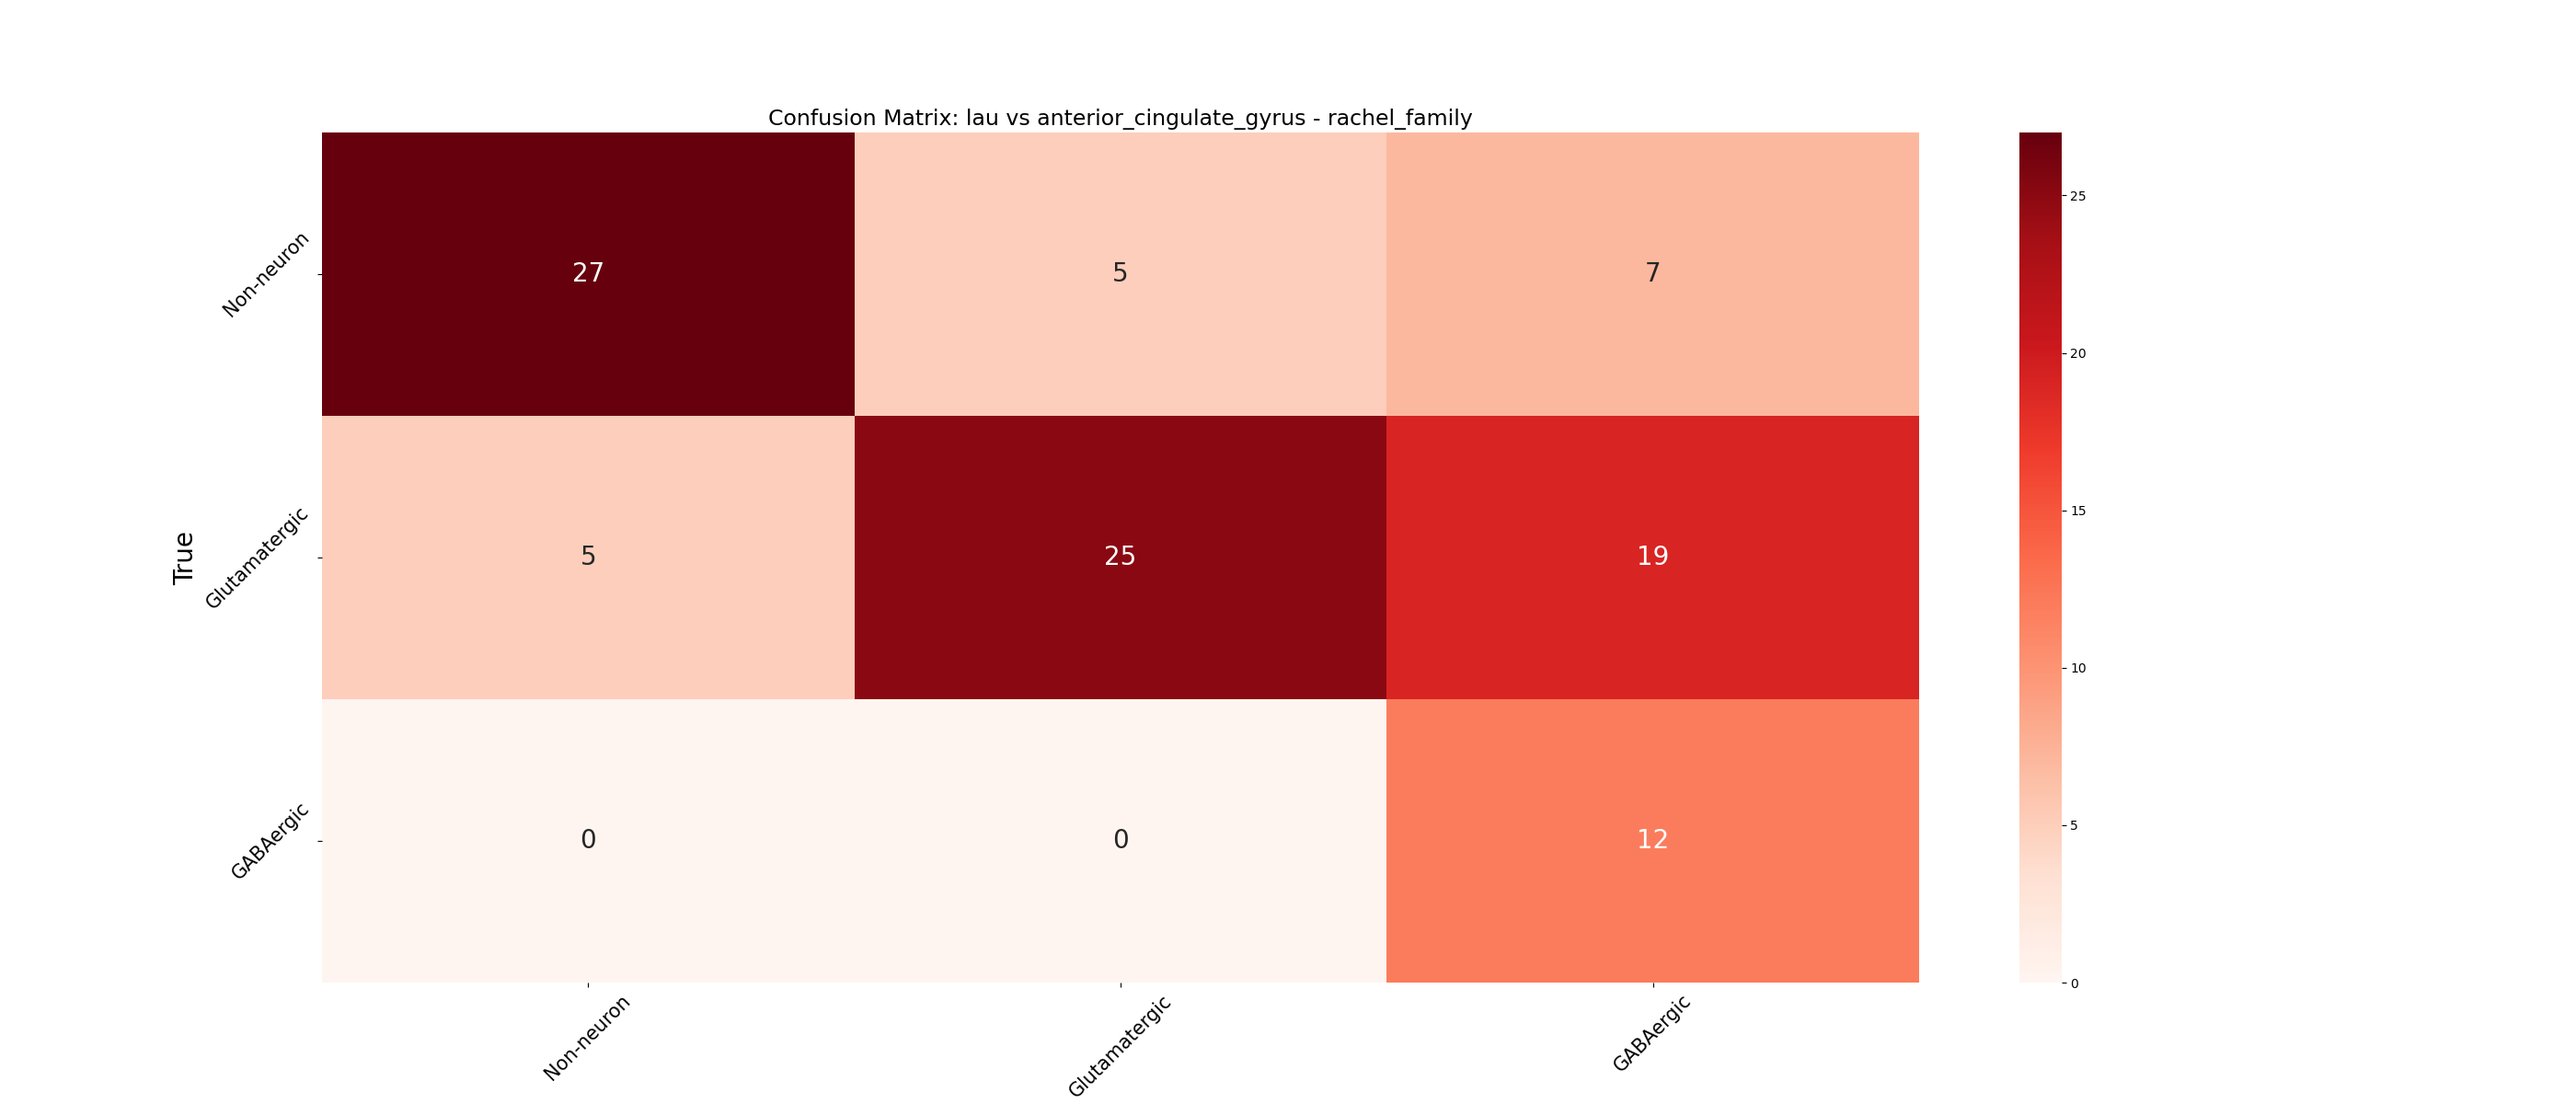 Confusion Matrix: lau vs anterior_cingulate_gyrus - rachel_family
Non-neuron
27
5
7
25
20
True
Glutamatergic
5
25
19
15
10
GABAergic
0
0
12
5
0
Non-neuron
Glutamatergic
GABAergic